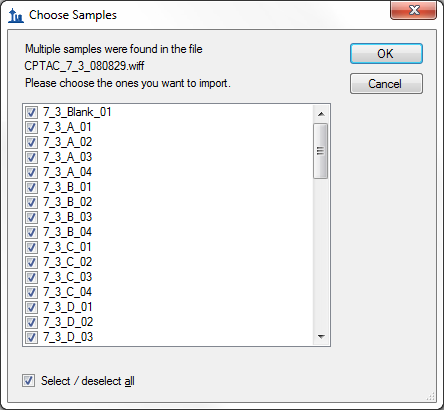 Choose Samples
Multiple samples were found in the file
CPTAC_7_3_080829.wiff
Please choose the ones you want to import.
OK
Cancel
7_3_Blank_01
7_3_A_01
7_3_A_02
7_3_A_03
7_3_A_04
7_3_B_01
7_3_B_02
7_3_B_03
7_3_B_04
7_3_C_01
7_3_C_02
7_3_C_03
7_3_C_04
7_3_D_01
7_3_D_02
7_3_D_03
Select / deselect all